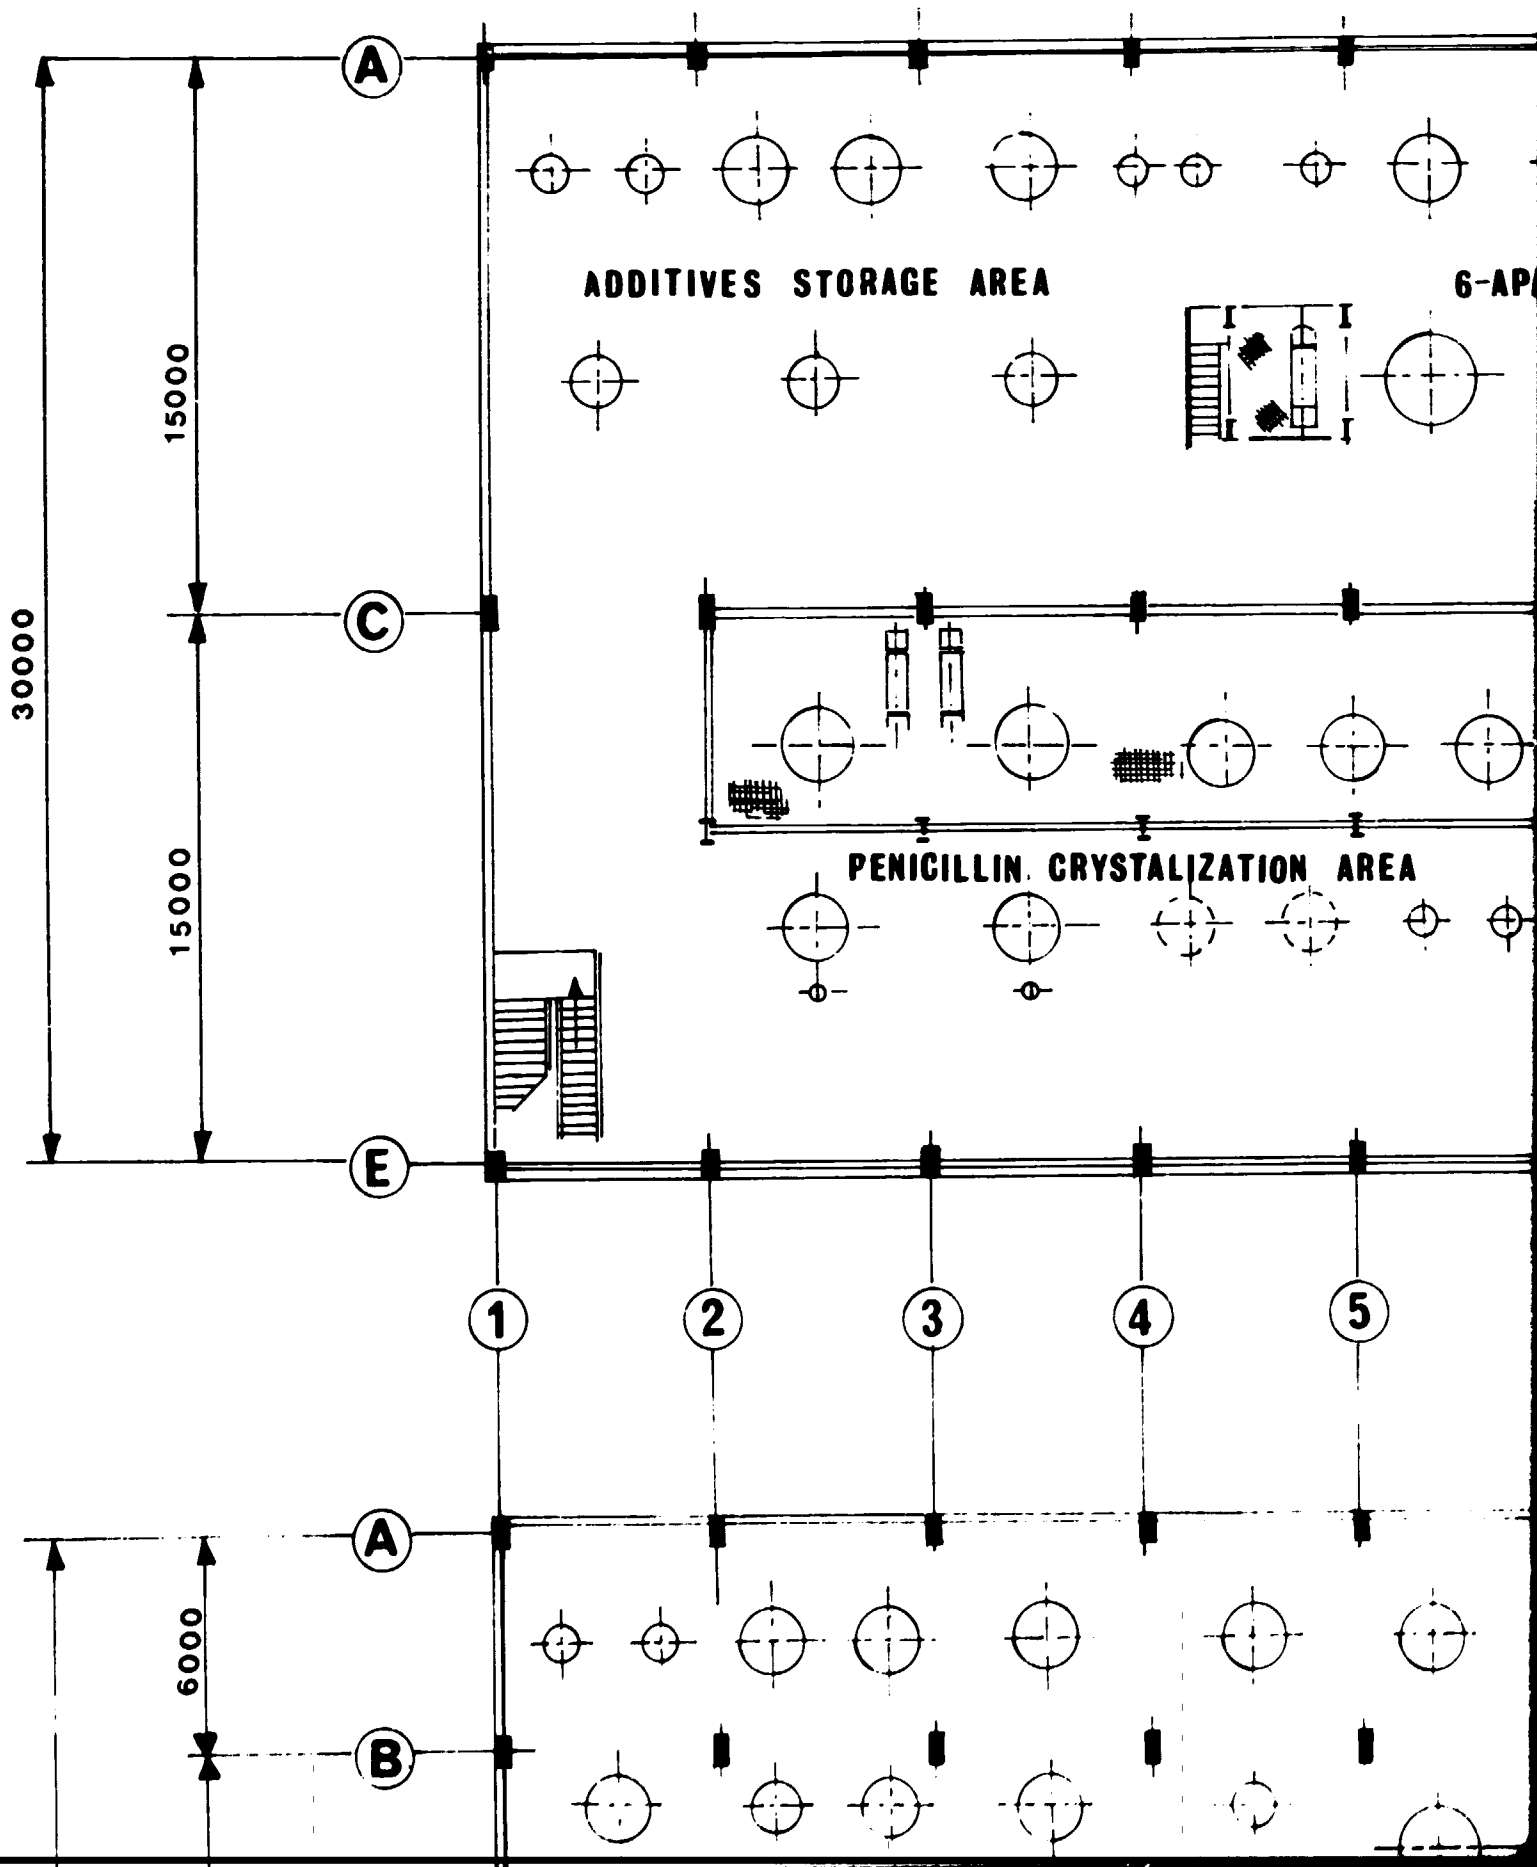 A
ADDITIVES STORAGE AREA
6-AP
15000
30000
C
PENICILLIN CRYSTALIZATION AREA
15000
E
1 2 3 4 5
A
6000
B